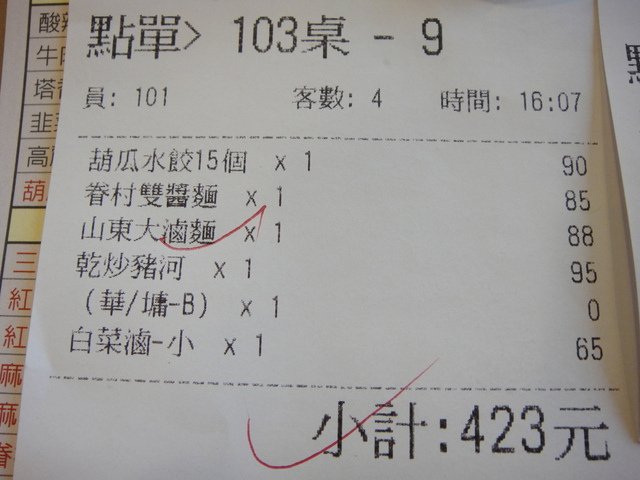 點單> 103桌 - 9
員: 101 客數: 4 時間: 16:07
葫瓜水餃15個 x 1 90
眷村雙醬麵 x 1 85
山東大滷麵 x 1 88
乾炒豬河 x 1 95
(華/墉-B) x 1 0
白菜滷-小 x 1 65
小計:423元